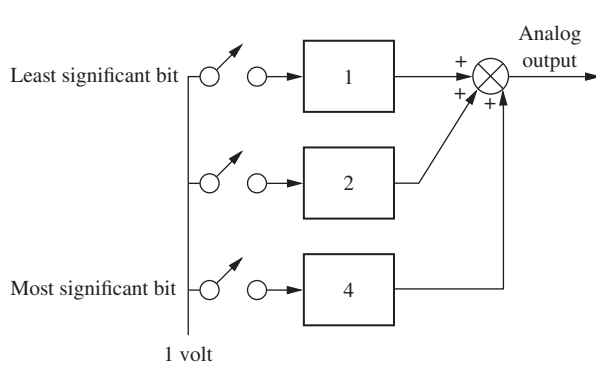 Analog
output
Least significant bit
1
+
+
+
2
Most significant bit
4
1 volt